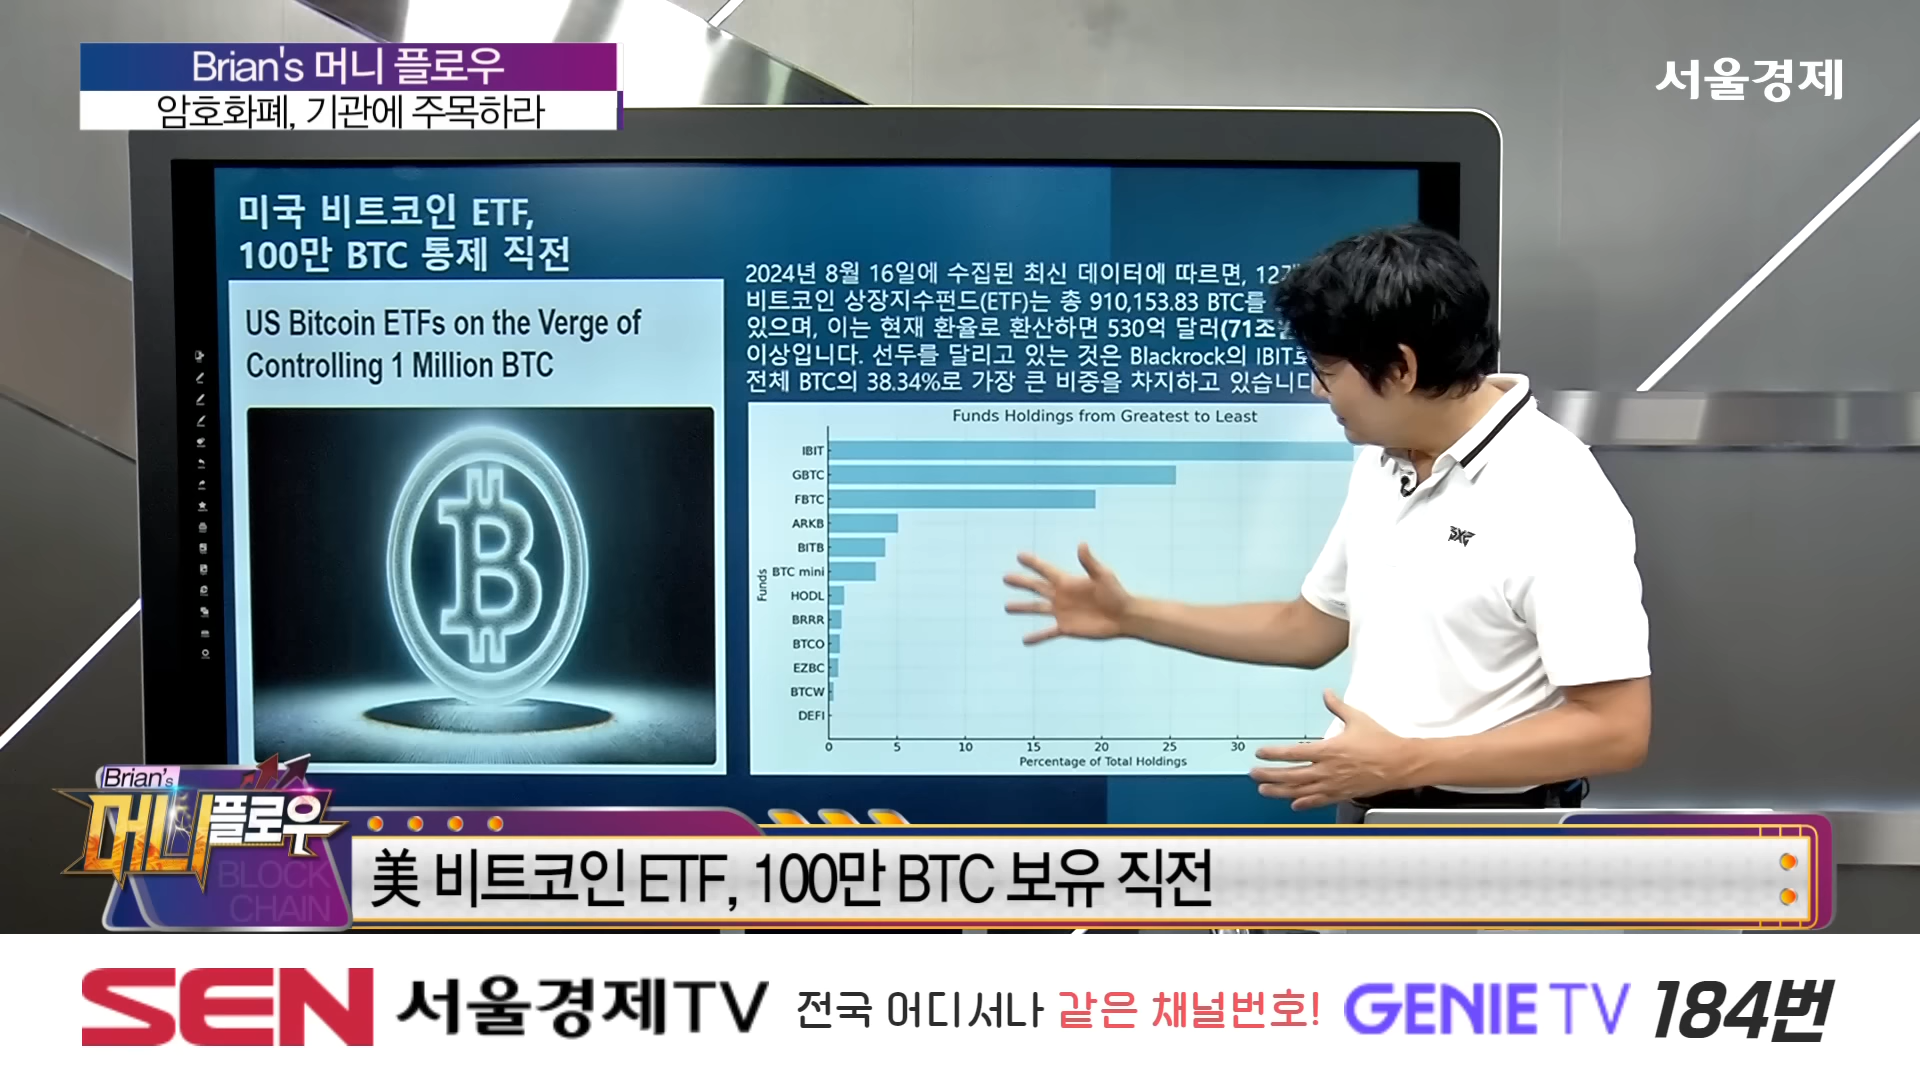 Brian's 머니 플로우
암호화폐, 기관에 주목하라
서울경제
미국 비트코인 ETF,
100만 BTC 통제 직전
US Bitcoin ETFs on the Verge of
Controlling 1 Million BTC
2024년 8월 16일에 수집된 최신 데이터에 따르면,
비트코인 상장지수펀드(ETF)는 총 910,153.83 BTC를
있으며, 이는 현재 환율로 환산하면 530억 달러(71조
이상입니다. 선두를 달리고 있는 것은 Blackrock의 IBIT로
전체 BTC의 38.34%로 가장 큰 비중을 차지하고 있습니다
Funds Holdings from Greatest to Least
IBIT
GBTC
FBTC
ARKB
BITB
BTC mini
HODL
BRRR
BTCO
EZBC
BTCW
DEFI
Funds
0 5 10 15 20 25 30
Percentage of Total Holdings
Brian's
머니플로우
BLOCK
CHAIN
美 비트코인 ETF, 100만 BTC 보유 직전
SEN 서울경제TV 전국 어디서나 같은 채널번호! GENIE TV 184번